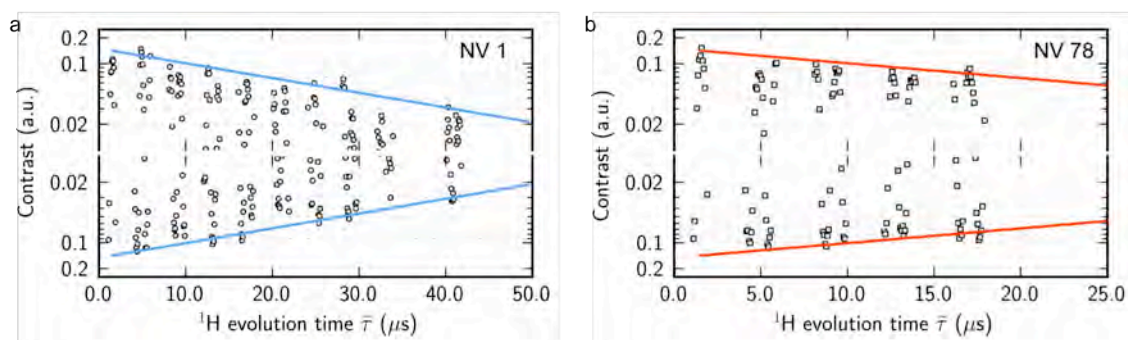 a
NV 1
0.2
0.1
0.02
0.02
0.1
0.2
Contrast (a.u.)
0.0 10.0 20.0 30.0 40.0 50.0
¹H evolution time τ̄ (μs)
b
NV 78
0.2
0.1
0.02
0.02
0.1
0.2
Contrast (a.u.)
0.0 5.0 10.0 15.0 20.0 25.0
¹H evolution time τ̄ (μs)